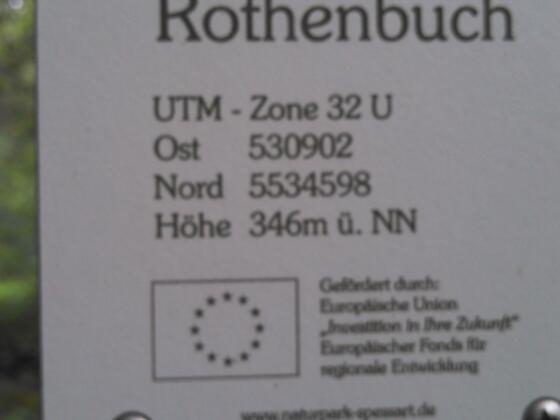 Rothenbuch
UTM - Zone 32 U
Ost 530902
Nord 5534598
Höhe 346m ü. NN
Gefördert durch:
Europäische Union
„Investition in Ihre Zukunft"
Europäischer Fonds für
regionale Entwicklung
www.naturpark-spessart.de